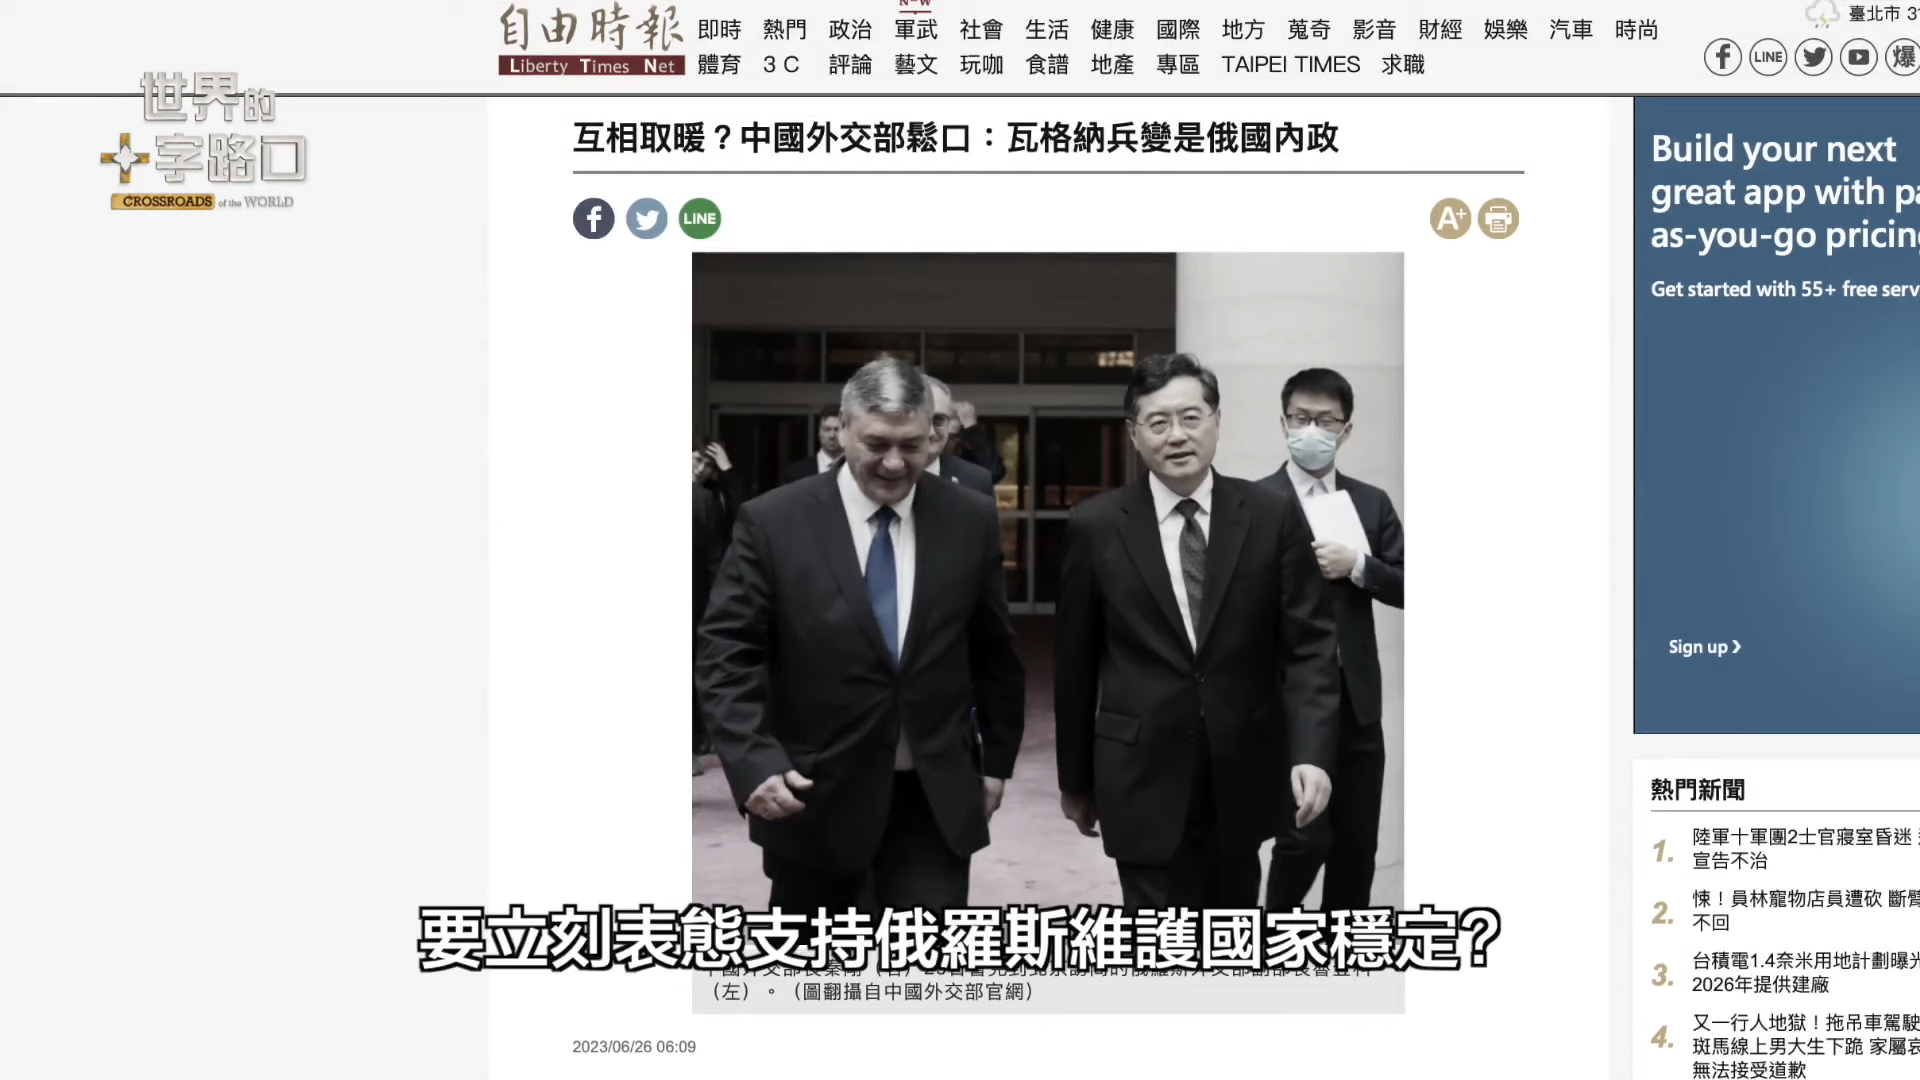 自由時報
Liberty Times Net
即時 熱門 政治 軍武 社會 生活 健康 國際 地方 蒐奇 影音 財經 娛樂 汽車 時尚
體育 3 C 評論 藝文 玩咖 食譜 地產 專區 TAIPEI TIMES 求職
臺北市
LINE
爆
世界的
十字路口
CROSSROADS of the WORLD
互相取暖？中國外交部鬆口：瓦格納兵變是俄國內政
LINE
A+
Build your next
great app with
as-you-go
Get started with 55+ free
Sign up ›
要立刻表態支持俄羅斯維護國家穩定?
（左）。（圖翻攝自中國外交部官網）
2023/06/26 06:09
熱門新聞
1. 陸軍十軍團2士官寢室昏迷
宣告不治
2. 悚！員林寵物店員遭砍 斷臂
不回
3. 台積電1.4奈米用地計劃曝光
2026年提供建廠
4. 又一行人地獄！拖吊車駕駛
斑馬線上男大生下跪 家屬哀
無法接受道歉